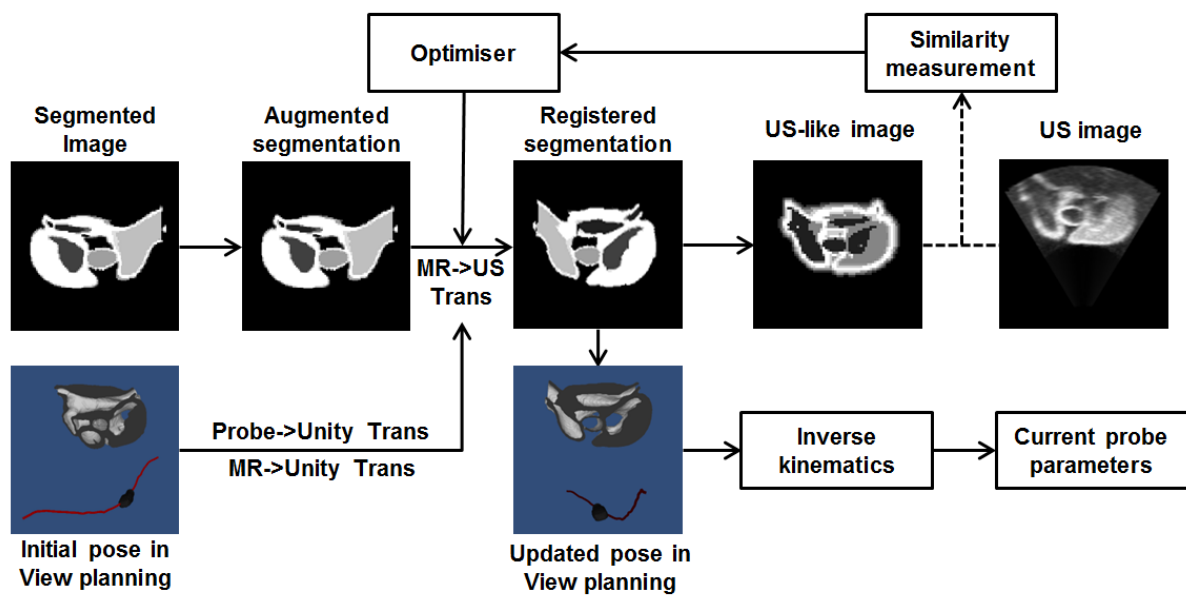 Optimiser
Similarity
measurement
Segmented
Image
Augmented
segmentation
Registered
segmentation
US-like image
US image
MR->US
Trans
Probe->Unity Trans
MR->Unity Trans
Inverse
kinematics
Current probe
parameters
Initial pose in
View planning
Updated pose in
View planning